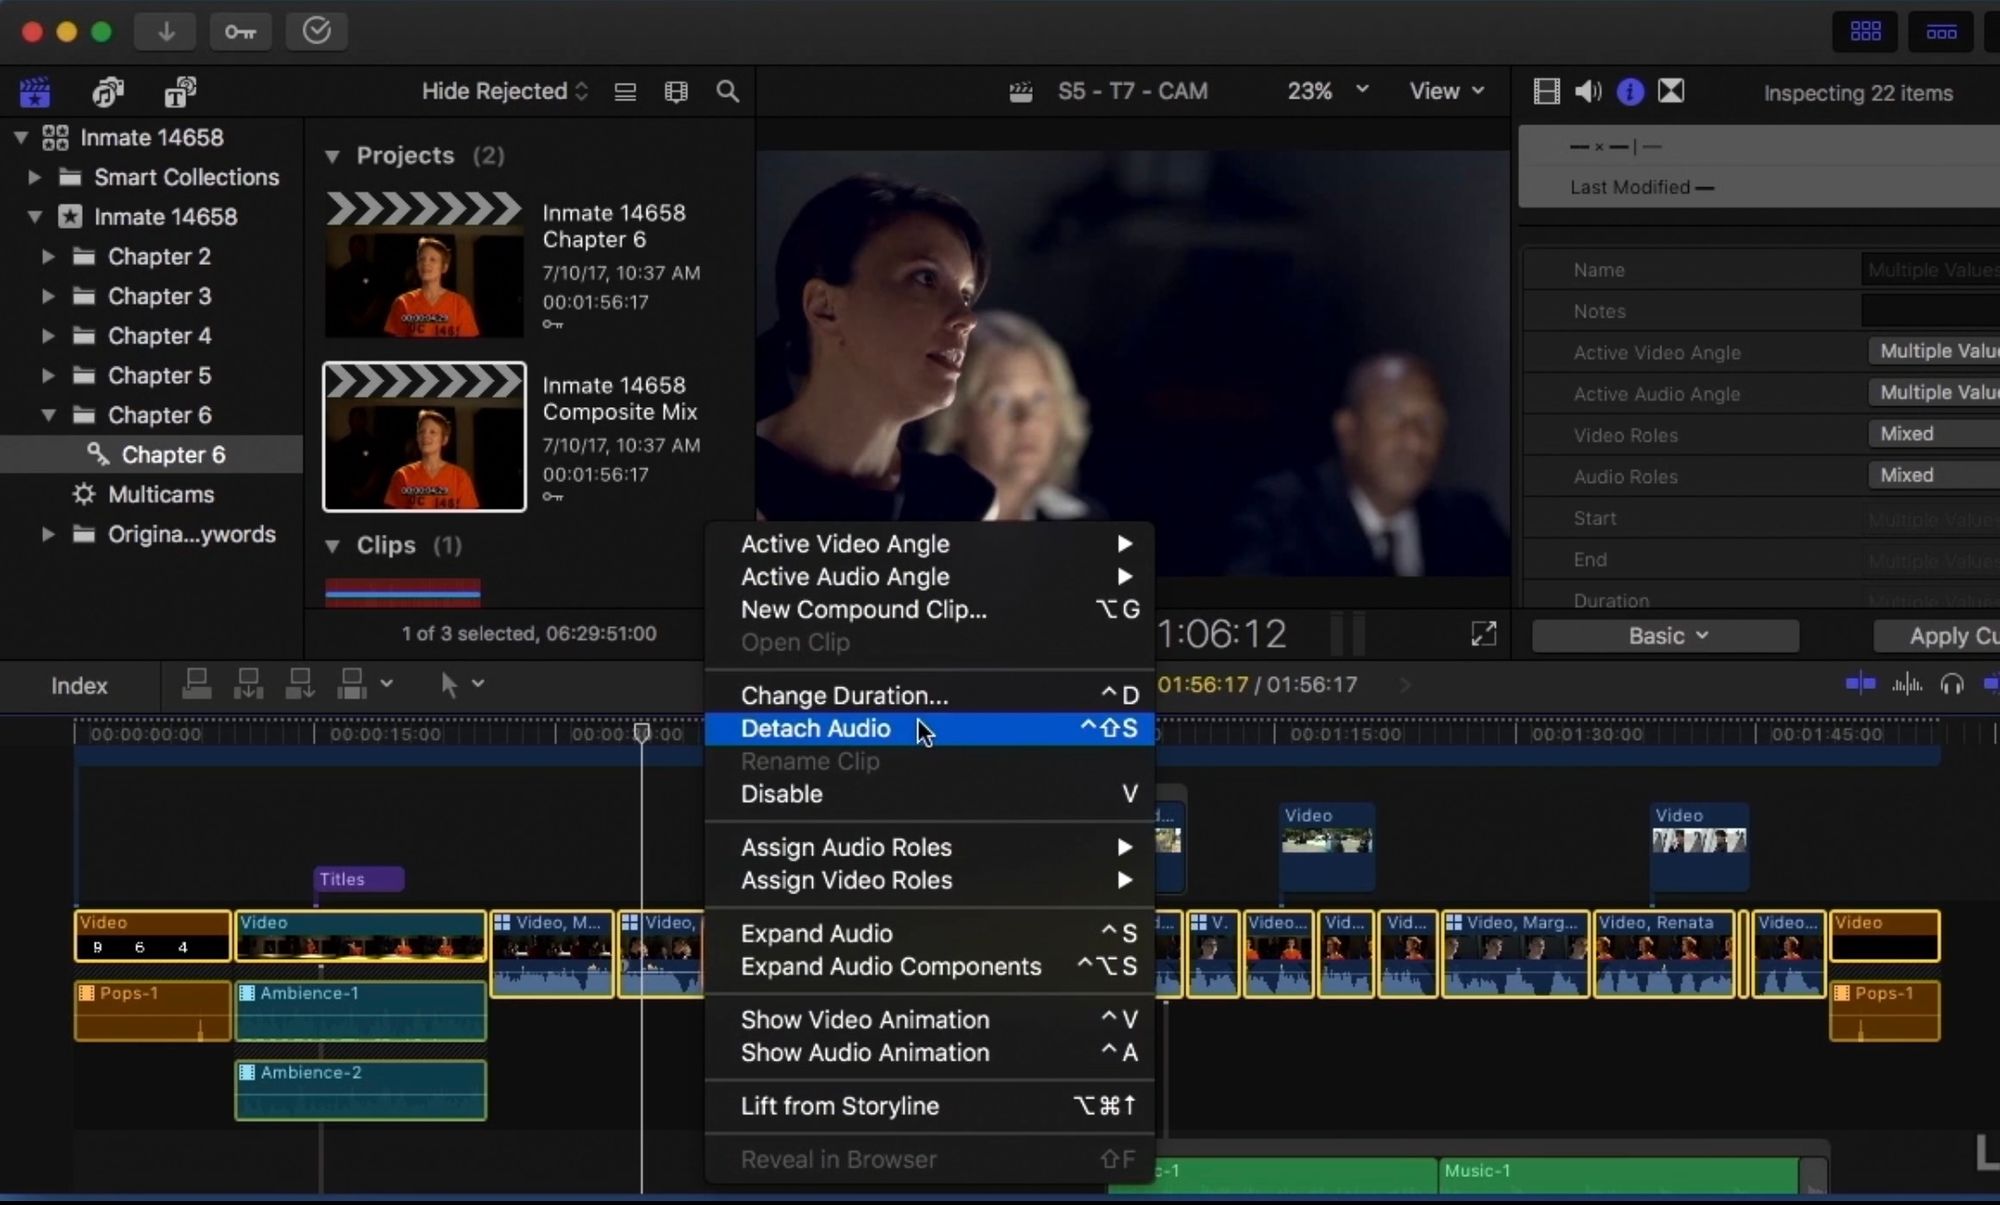 Hide Rejected
S5 - T7 - CAM
23%
View
Inspecting 22 items
Inmate 14658
Smart Collections
Inmate 14658
Chapter 2
Chapter 3
Chapter 4
Chapter 5
Chapter 6
Chapter 6
Multicams
Origina...ywords
Projects (2)
Inmate 14658
Chapter 6
7/10/17, 10:37 AM
00:01:56:17
Inmate 14658
Composite Mix
7/10/17, 10:37 AM
00:01:56:17
Clips (1)
1 of 3 selected, 06:29:51:00
Last Modified —
Name Multiple Values
Notes
Active Video Angle Multiple Valu
Active Audio Angle Multiple Valu
Video Roles Mixed
Audio Roles Mixed
Start Multiple Values
End Multiple Values
Duration
Basic
Apply Cu
1:06:12
Index
01:56:17 / 01:56:17
Active Video Angle
Active Audio Angle
New Compound Clip... ⌥G
Open Clip
Change Duration... ^D
Detach Audio ^⇧S
Rename Clip
Disable V
Assign Audio Roles
Assign Video Roles
Expand Audio ^S
Expand Audio Components ^⌥S
Show Video Animation ^V
Show Audio Animation ^A
Lift from Storyline ⌥⌘↑
Reveal in Browser ⇧F
00:00:00:00
00:00:15:00
00:01:15:00
00:01:30:00
00:01:45:00
Video
Video
Titles
Video
Video
Video, M...
Video,
V.
Video...
Vid...
Vid...
Video, Marg...
Video, Renata
Video...
Video
9 6 4
Pops-1
Ambience-1
Pops-1
Ambience-2
c-1
Music-1